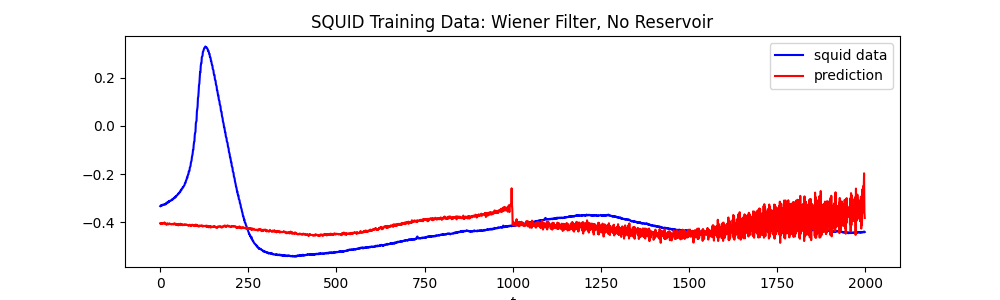 SQUID Training Data: Wiener Filter, No Reservoir
squid data
prediction
0.2
0.0
−0.2
−0.4
0 250 500 750 1000 1250 1500 1750 2000